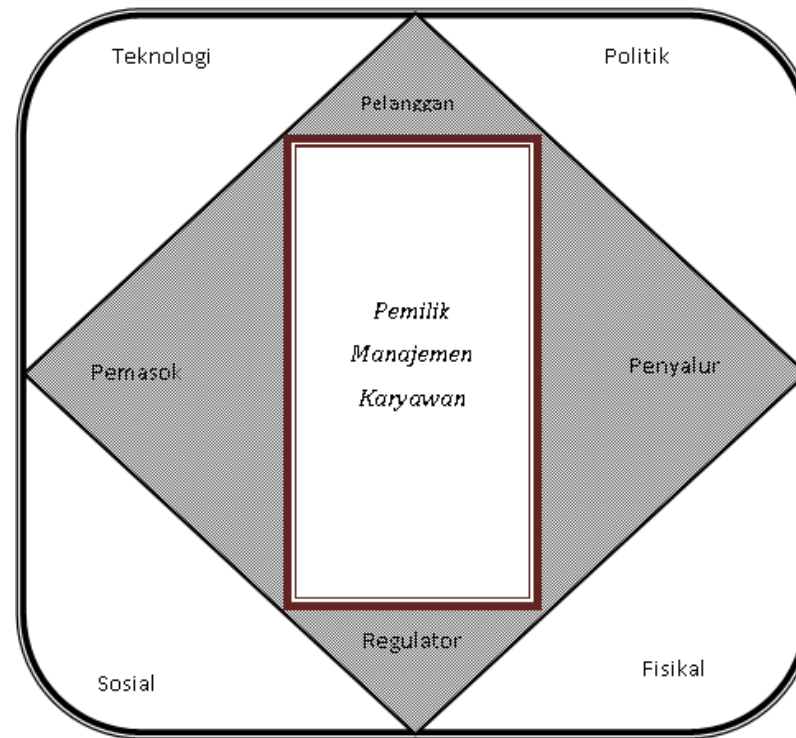 Teknologi
Politik
Pelanggan
Pemilik
Manajemen
Karyawan
Pemasok
Penyalur
Regulator
Sosial
Fisikal